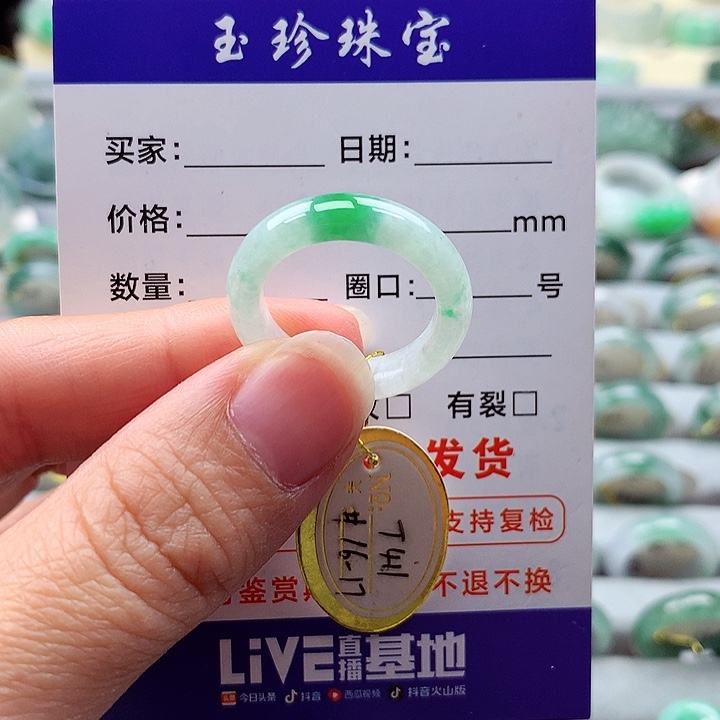 玉珍珠宝
买家: 日期:
价格: mm
数量: 圈口: 号
有裂□
发货
支持复检
鉴赏 不退不换
NO:
#16-17
LiVE直播基地
今日头条 抖音 西瓜视频 抖音火山版